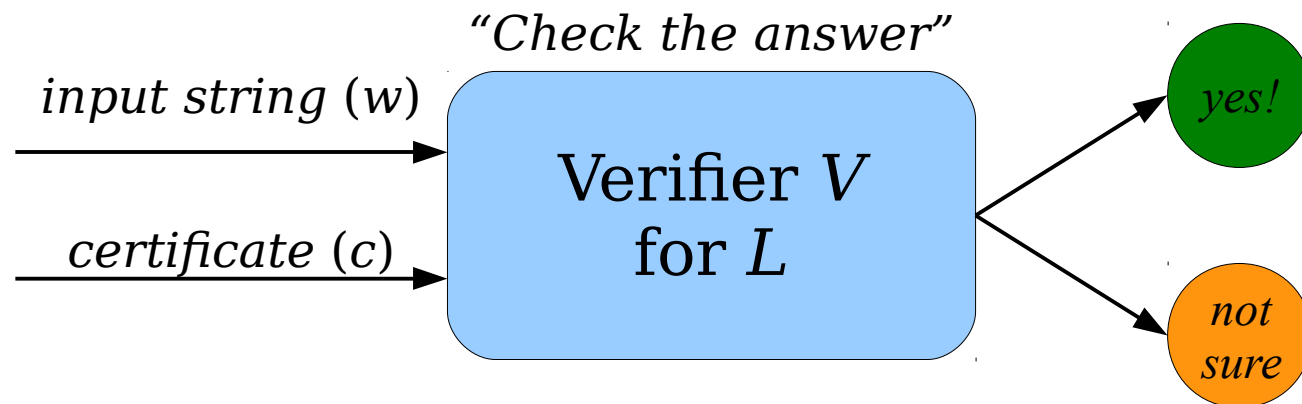 “Check the answer”
input string (w)
certificate (c)
Verifier V
for L
yes!
not
sure